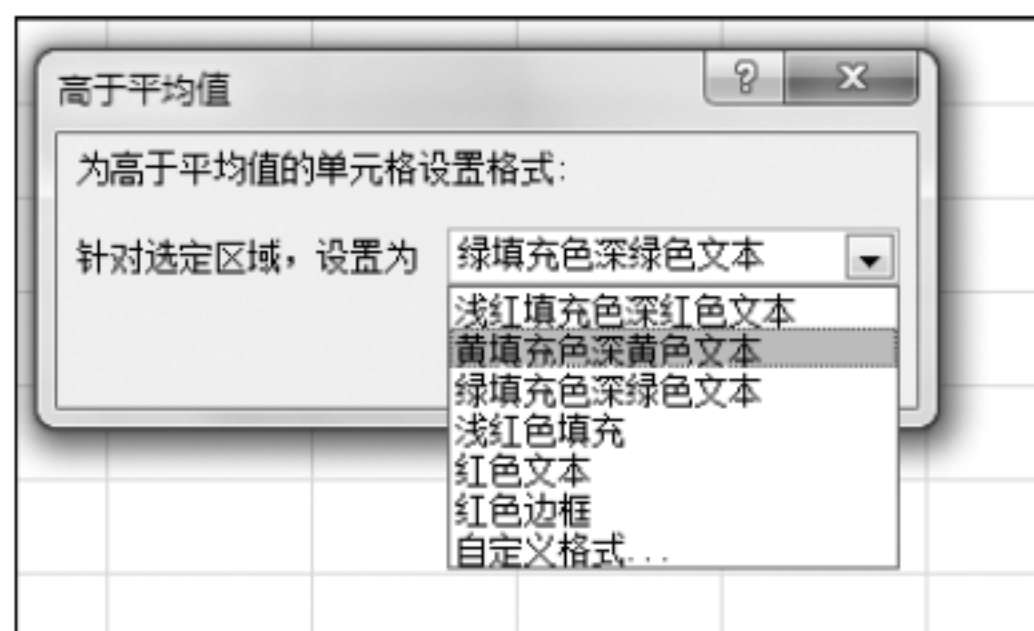 高于平均值
为高于平均值的单元格设置格式:
针对选定区域，设置为 绿填充色深绿色文本
浅红填充色深红色文本
黄填充色深黄色文本
绿填充色深绿色文本
浅红色填充
红色文本
红色边框
自定义格式...